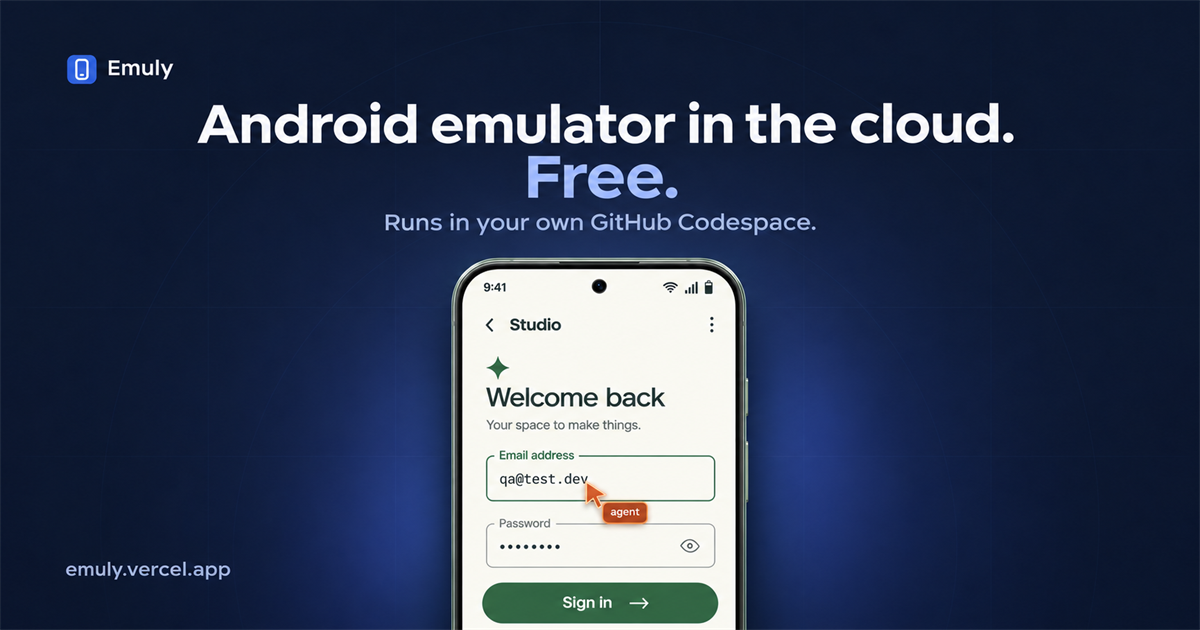 Emuly
Android emulator in the cloud.
Free.
Runs in your own GitHub Codespace.
9:41
Studio
Welcome back
Your space to make things.
Email address
qa@test.dev
agent
Password
Sign in
emuly.vercel.app